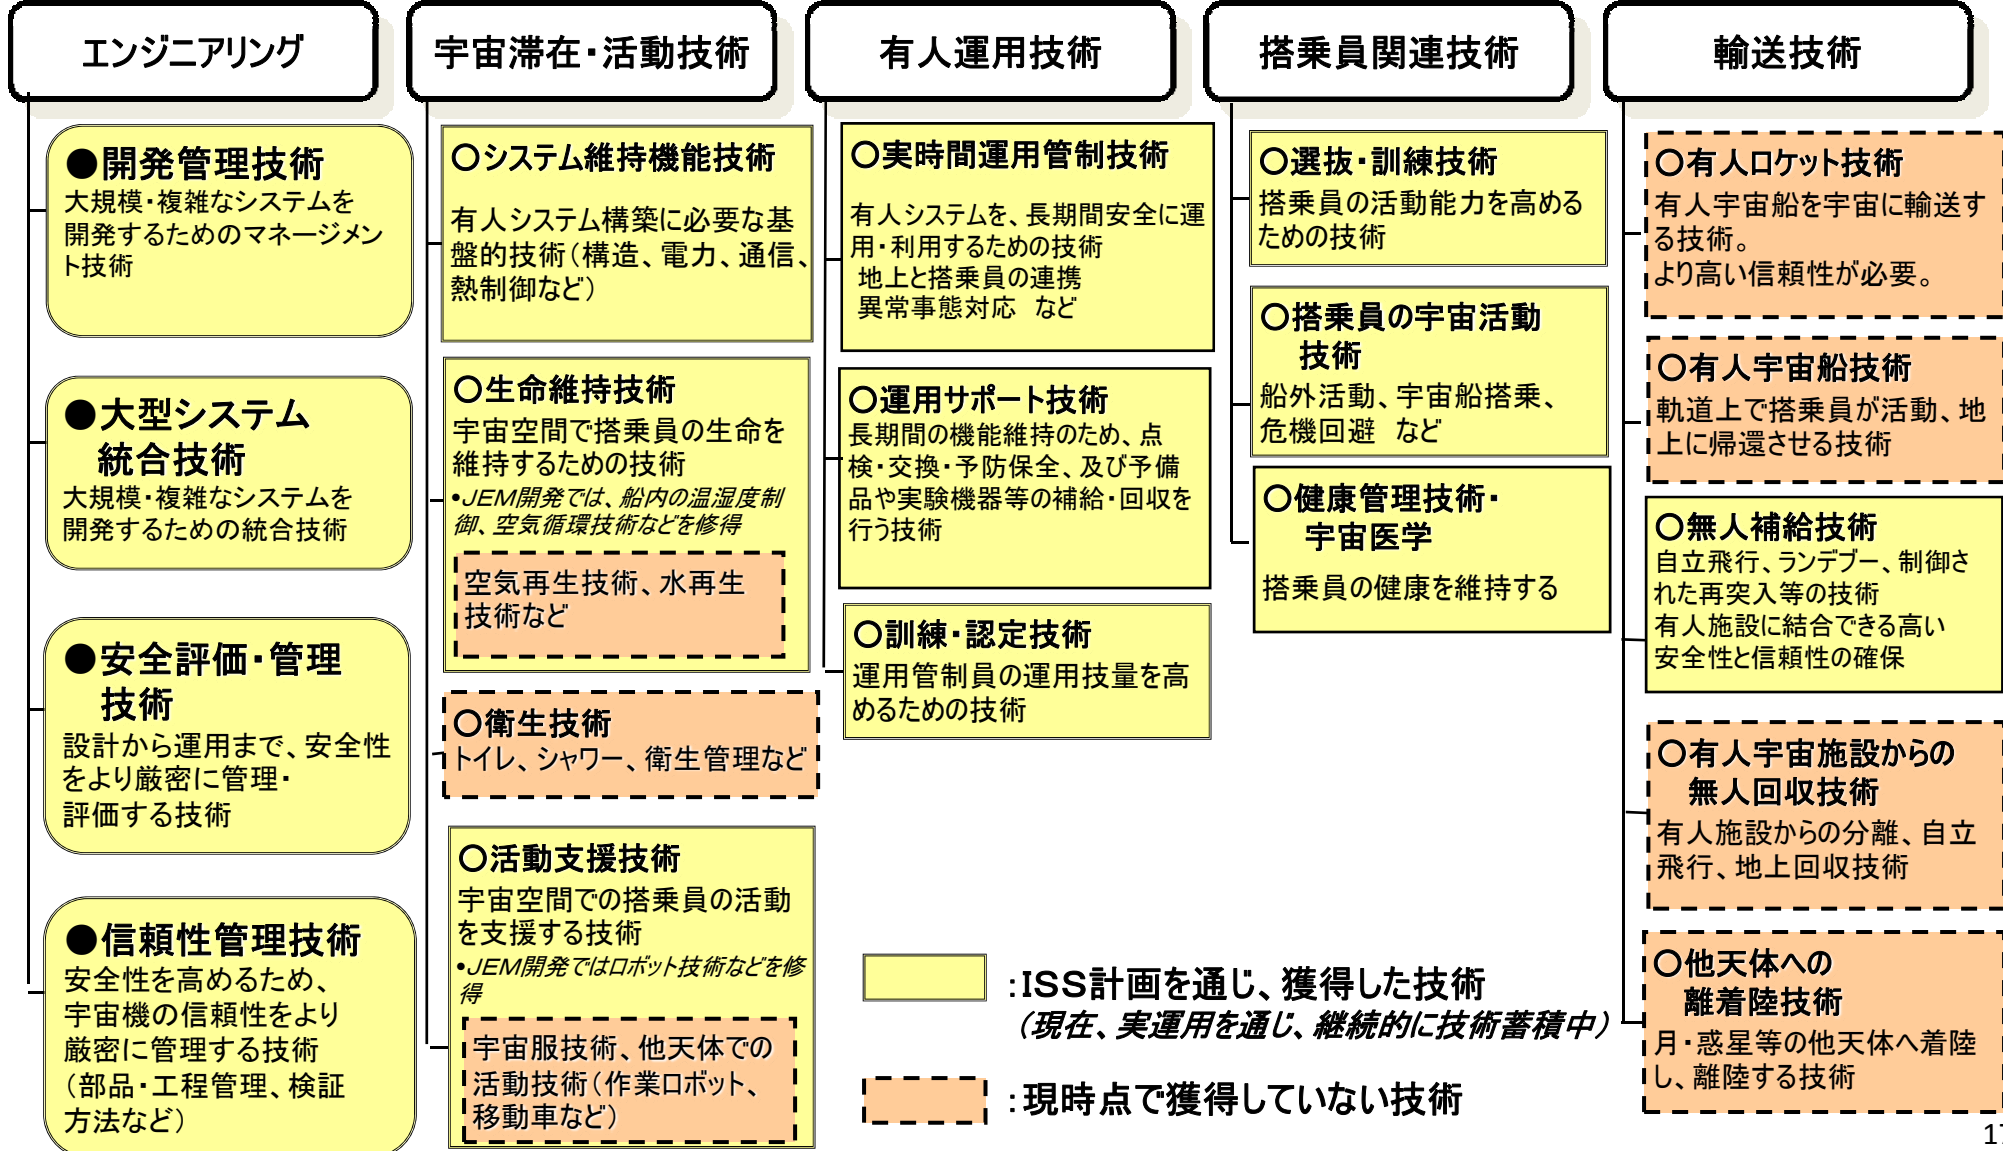 エンジニアリング
●開発管理技術
大規模・複雑なシステムを
開発するためのマネージメン
ト技術
●大型システム
統合技術
大規模・複雑なシステムを
開発するための統合技術
●安全評価・管理
技術
設計から運用まで、安全性
をより厳密に管理・
評価する技術
●信頼性管理技術
安全性を高めるため、
宇宙機の信頼性をより
厳密に管理する技術
（部品・工程管理、検証
方法など）
宇宙滞在・活動技術
○システム維持機能技術
有人システム構築に必要な基
盤的技術（構造、電力、通信、
熱制御など）
○生命維持技術
宇宙空間で搭乗員の生命を
維持するための技術
•JEM開発では、船内の温湿度制
御、空気循環技術などを修得
空気再生技術、水再生
技術など
○衛生技術
トイレ、シャワー、衛生管理など
○活動支援技術
宇宙空間での搭乗員の活動
を支援する技術
•JEM開発ではロボット技術などを修
得
宇宙服技術、他天体での
活動技術（作業ロボット、
移動車など）
有人運用技術
○実時間運用管制技術
有人システムを、長期間安全に運
用・利用するための技術
地上と搭乗員の連携
異常事態対応　など
○運用サポート技術
長期間の機能維持のため、点
検・交換・予防保全、及び予備
品や実験機器等の補給・回収を
行う技術
○訓練・認定技術
運用管制員の運用技量を高
めるための技術
搭乗員関連技術
○選抜・訓練技術
搭乗員の活動能力を高める
ための技術
○搭乗員の宇宙活動
技術
船外活動、宇宙船搭乗、
危機回避　など
○健康管理技術・
宇宙医学
搭乗員の健康を維持する
輸送技術
○有人ロケット技術
有人宇宙船を宇宙に輸送す
る技術。
より高い信頼性が必要。
○有人宇宙船技術
軌道上で搭乗員が活動、地
上に帰還させる技術
○無人補給技術
自立飛行、ランデブー、制御さ
れた再突入等の技術
有人施設に結合できる高い
安全性と信頼性の確保
○有人宇宙施設からの
無人回収技術
有人施設からの分離、自立
飛行、地上回収技術
○他天体への
離着陸技術
月・惑星等の他天体へ着陸
し、離陸する技術
：ISS計画を通じ、獲得した技術
（現在、実運用を通じ、継続的に技術蓄積中）
：現時点で獲得していない技術
17